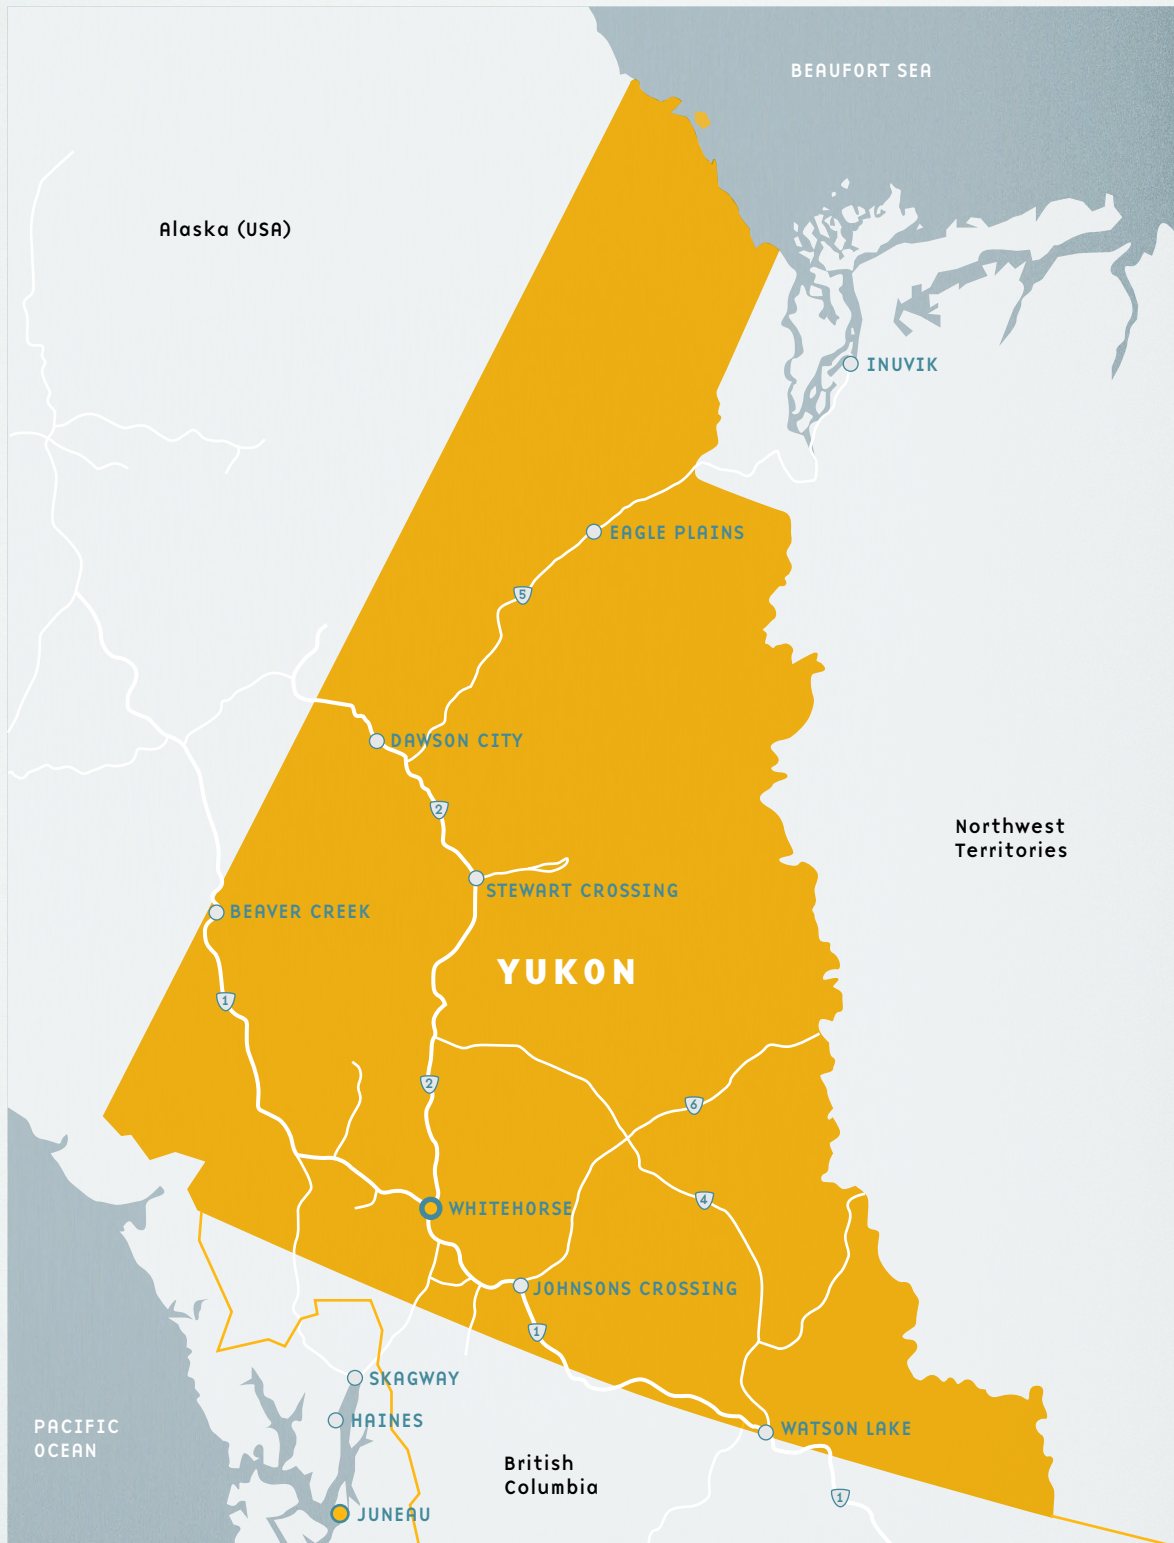 BEAUFORT SEA
Alaska (USA)
INUVIK
EAGLE PLAINS
5
DAWSON CITY
2
Northwest
Territories
STEWART CROSSING
BEAVER CREEK
YUKON
1
2
6
4
WHITEHORSE
JOHNSONS CROSSING
1
SKAGWAY
HAINES
PACIFIC
OCEAN
WATSON LAKE
British
Columbia
1
JUNEAU